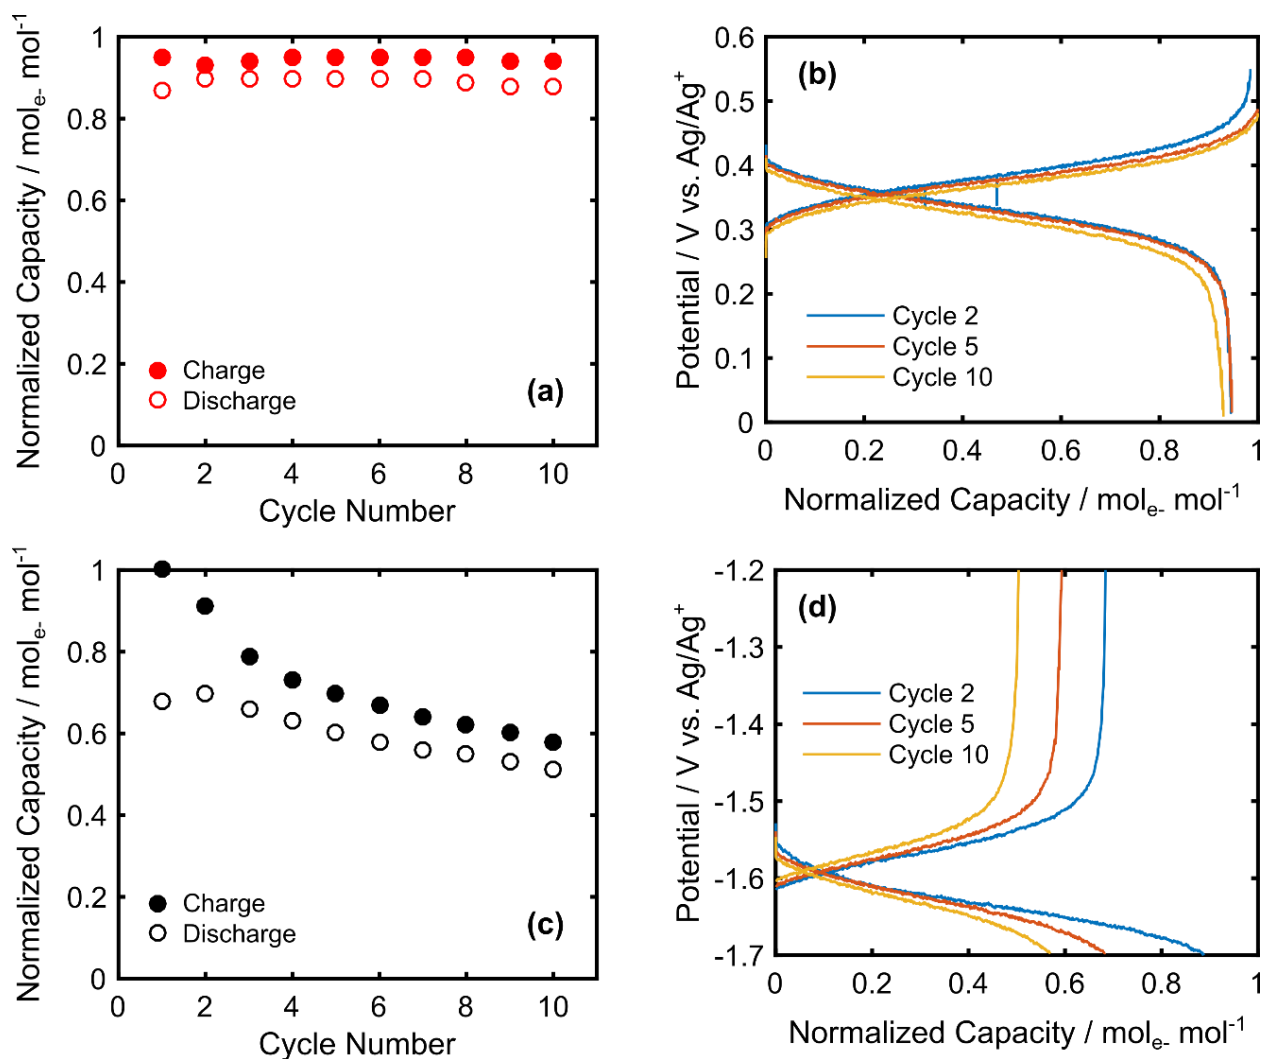 Normalized Capacity / mol_e- mol^-1
1
0.8
0.6
0.4
0.2
0
Charge
Discharge
(a)
0 2 4 6 8 10
Cycle Number
Potential / V vs. Ag/Ag^+
0.6
0.5
0.4
0.3
0.2
0.1
0
(b)
Cycle 2
Cycle 5
Cycle 10
0 0.2 0.4 0.6 0.8 1
Normalized Capacity / mol_e- mol^-1
Normalized Capacity / mol_e- mol^-1
1
0.8
0.6
0.4
0.2
0
Charge
Discharge
(c)
0 2 4 6 8 10
Cycle Number
Potential / V vs. Ag/Ag^+
-1.2
-1.3
-1.4
-1.5
-1.6
-1.7
(d)
Cycle 2
Cycle 5
Cycle 10
0 0.2 0.4 0.6 0.8 1
Normalized Capacity / mol_e- mol^-1